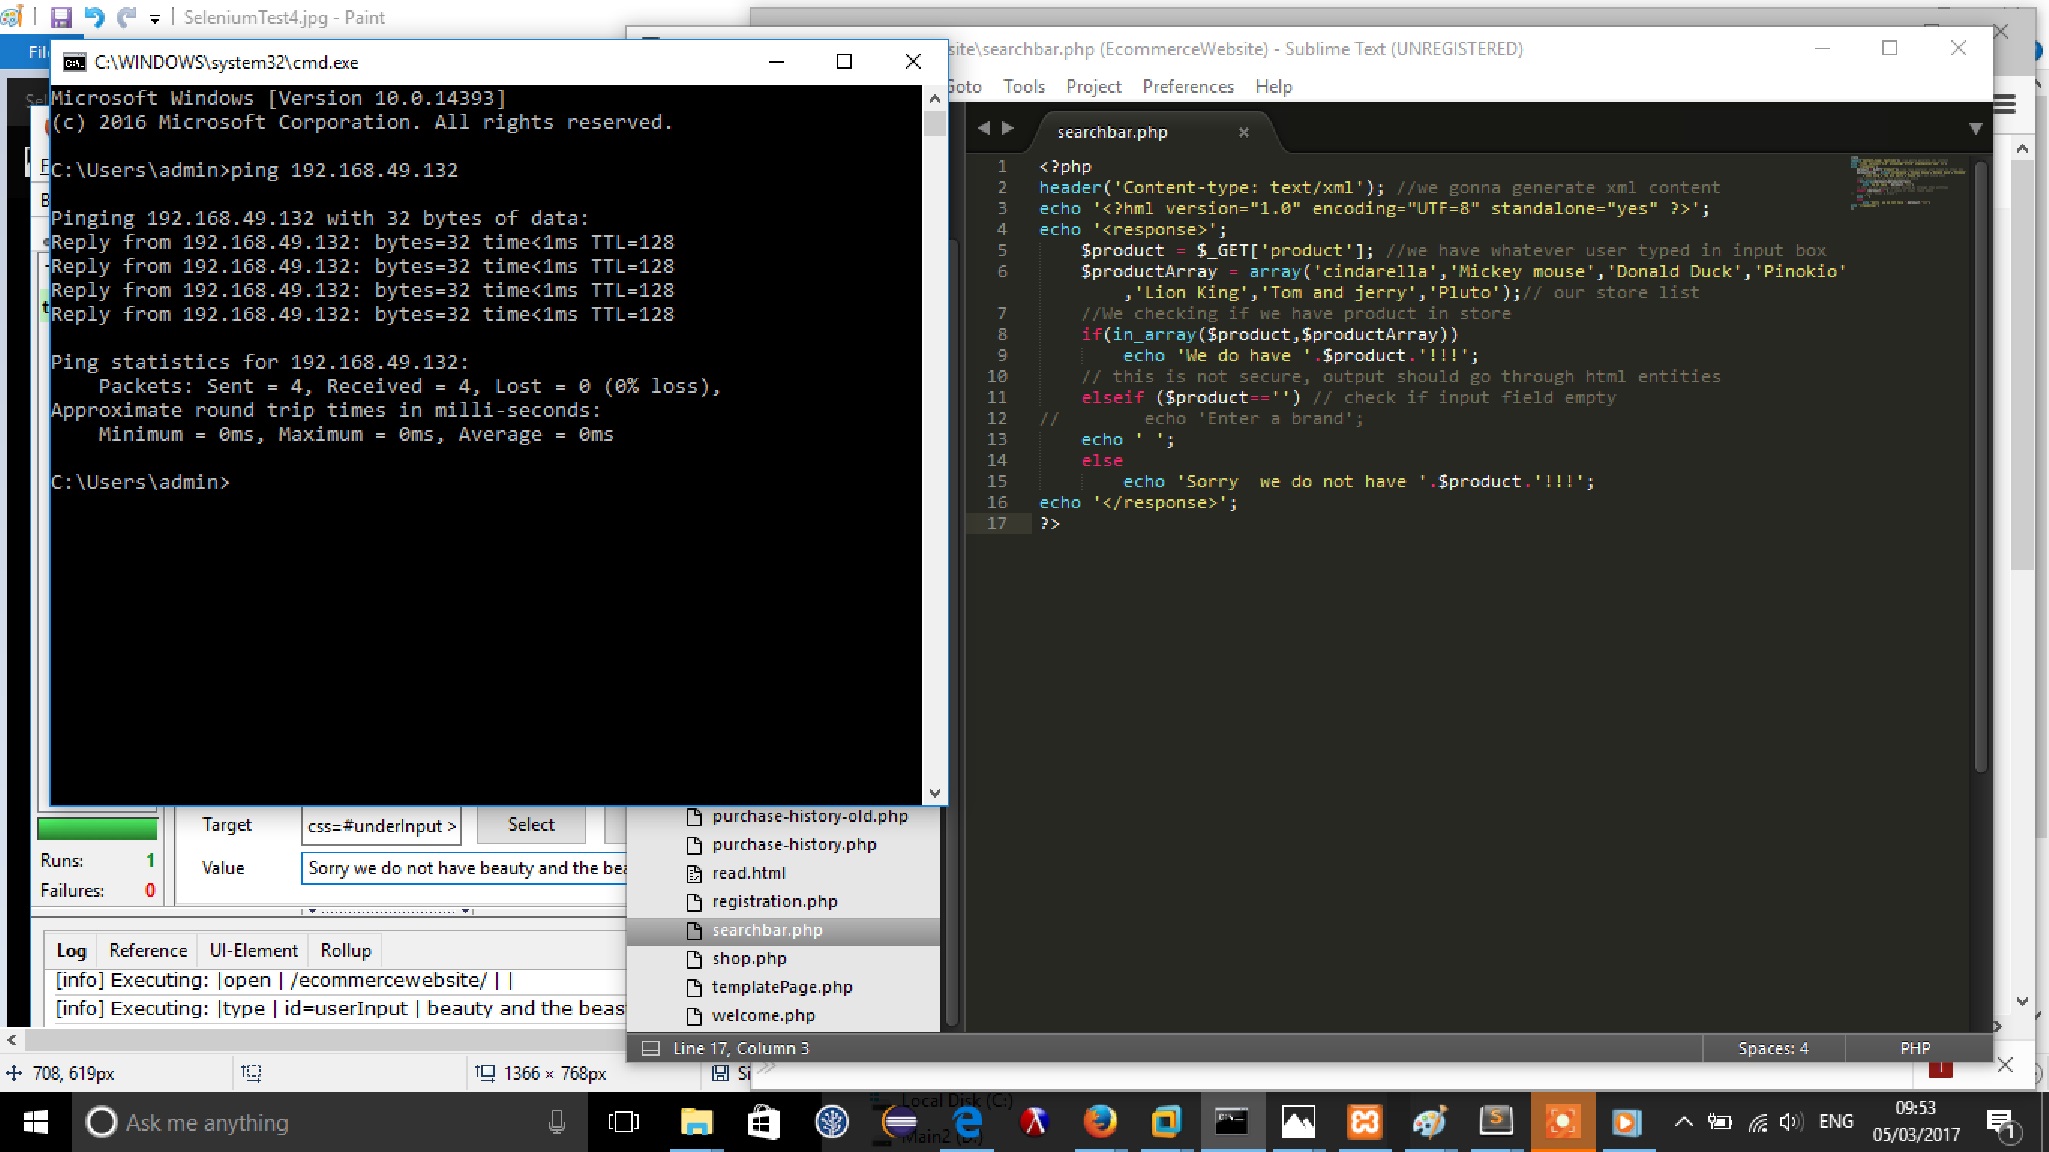 SeleniumTest4.jpg - Paint
C:\WINDOWS\system32\cmd.exe
Microsoft Windows [Version 10.0.14393]
(c) 2016 Microsoft Corporation. All rights reserved.
C:\Users\admin>ping 192.168.49.132
Pinging 192.168.49.132 with 32 bytes of data:
Reply from 192.168.49.132: bytes=32 time<1ms TTL=128
Reply from 192.168.49.132: bytes=32 time<1ms TTL=128
Reply from 192.168.49.132: bytes=32 time<1ms TTL=128
Reply from 192.168.49.132: bytes=32 time<1ms TTL=128
Ping statistics for 192.168.49.132:
Packets: Sent = 4, Received = 4, Lost = 0 (0% loss),
Approximate round trip times in milli-seconds:
Minimum = 0ms, Maximum = 0ms, Average = 0ms
C:\Users\admin>
site\searchbar.php (EcommerceWebsite) - Sublime Text (UNREGISTERED)
Goto Tools Project Preferences Help
searchbar.php
1 <?php
2 header('Content-type: text/xml'); //we gonna generate xml content
3 echo '<?hml version="1.0" encoding="UTF=8" standalone="yes" ?>';
4 echo '<response>';
5 $product = $_GET['product']; //we have whatever user typed in input box
6 $productArray = array('cindarella','Mickey mouse','Donald Duck','Pinokio'
,'Lion King','Tom and jerry','Pluto');// our store list
7 //We checking if we have product in store
8 if(in_array($product,$productArray))
9 echo 'We do have '.$product.'!!!';
10 // this is not secure, output should go through html entities
11 elseif ($product=='') // check if input field empty
12 // echo 'Enter a brand';
13 echo ' ';
14 else
15 echo 'Sorry  we do not have '.$product.'!!!';
16 echo '</response>';
17 ?>
Target css=#underInput > Select
Value Sorry we do not have beauty and the bea
Runs: 1
Failures: 0
Log Reference UI-Element Rollup
[info] Executing: |open | /ecommercewebsite/ | |
[info] Executing: |type | id=userInput | beauty and the beas
purchase-history-old.php
purchase-history.php
read.html
registration.php
searchbar.php
shop.php
templatePage.php
welcome.php
Line 17, Column 3 Spaces: 4 PHP
708, 619px 1366 × 768px Si
Local Disk (C:)
Main2 (D:)
Ask me anything
ENG
09:53
05/03/2017
1